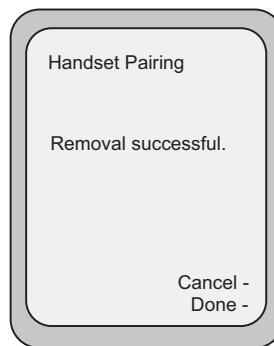 Handset Pairing
Removal successful.
Cancel -
Done -